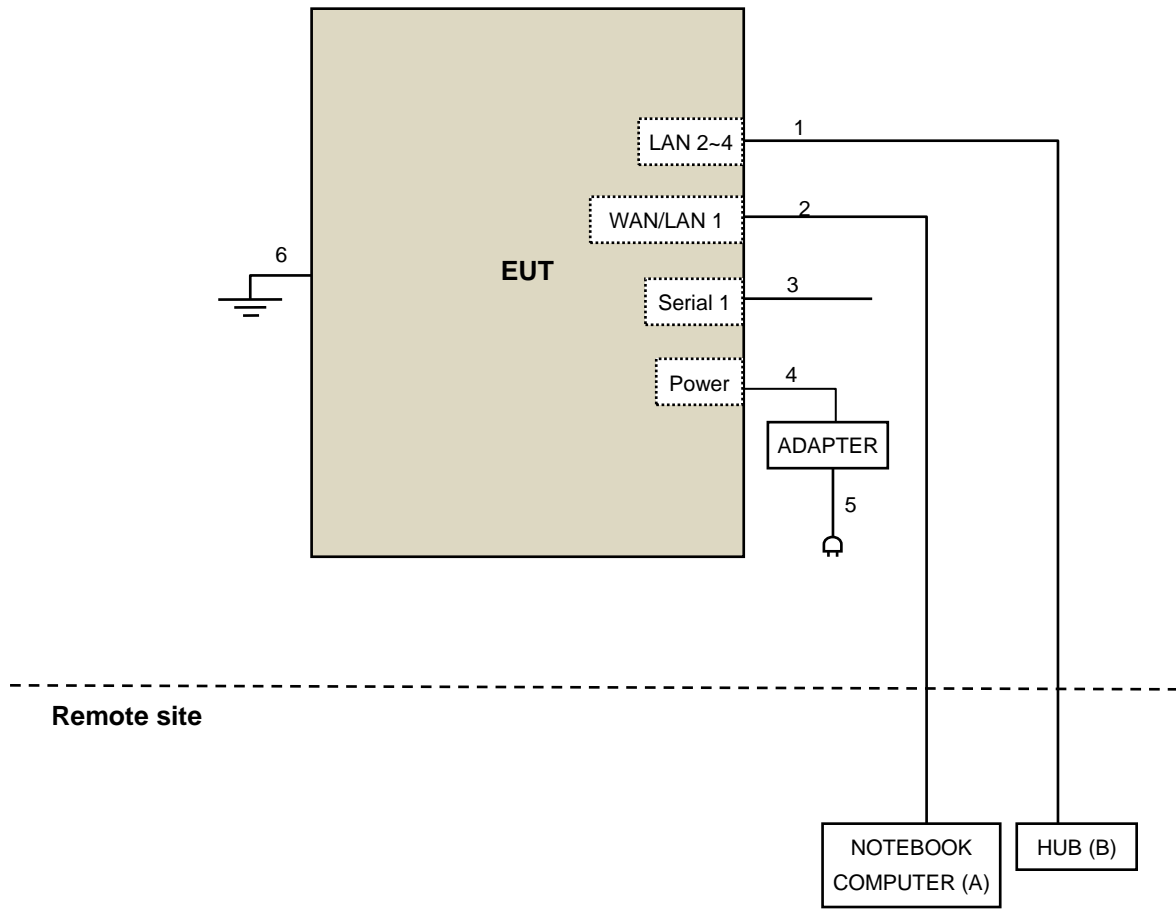 1
LAN 2~4
2
WAN/LAN 1
6
EUT
3
Serial 1
4
Power
ADAPTER
5
Remote site
NOTEBOOK
COMPUTER (A)
HUB (B)